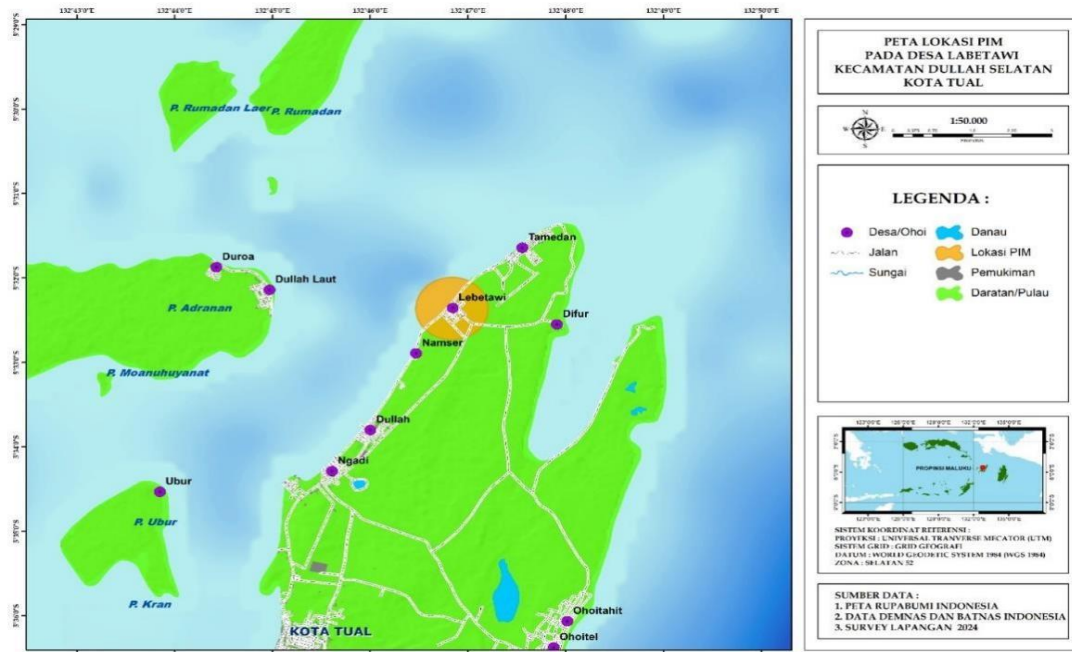 132°43'0"E
132°44'0"E
132°45'0"E
132°46'0"E
132°47'0"E
132°48'0"E
132°49'0"E
132°50'0"E
P. Rumadan Laer
P. Rumadan
Tamedan
Duroa
Dullah Laut
Lebetawi
P. Adranan
Difur
Namser
P. Moanuhuyanat
Dullah
Ngadi
Ubur
P. Ubur
P. Kran
Ohoitahit
KOTA TUAL
Ohoitel
PETA LOKASI PIM
PADA DESA LABETAWI
KECAMATAN DULLAH SELATAN
KOTA TUAL
1:50.000
N
W
E
S
LEGENDA :
Desa/Ohoi
Jalan
Sungai
Danau
Lokasi PIM
Pemukiman
Daratan/Pulau
PROPINSI MALUKU
SISTEM KOORDINAT REFERENSI :
PROYEKSI : UNIVERSAL TRANVERSE MECATOR (UTM)
SISTEM GRID : GRID GEOGRAFI
DATUM : WORLD GEODETIC SYSTEM 1984 (WGS 1984)
ZONA : SELATAN 52
SUMBER DATA :
1. PETA RUPABUMI INDONESIA
2. DATA DEMNAS DAN BATNAS INDONESIA
3. SURVEY LAPANGAN 2024